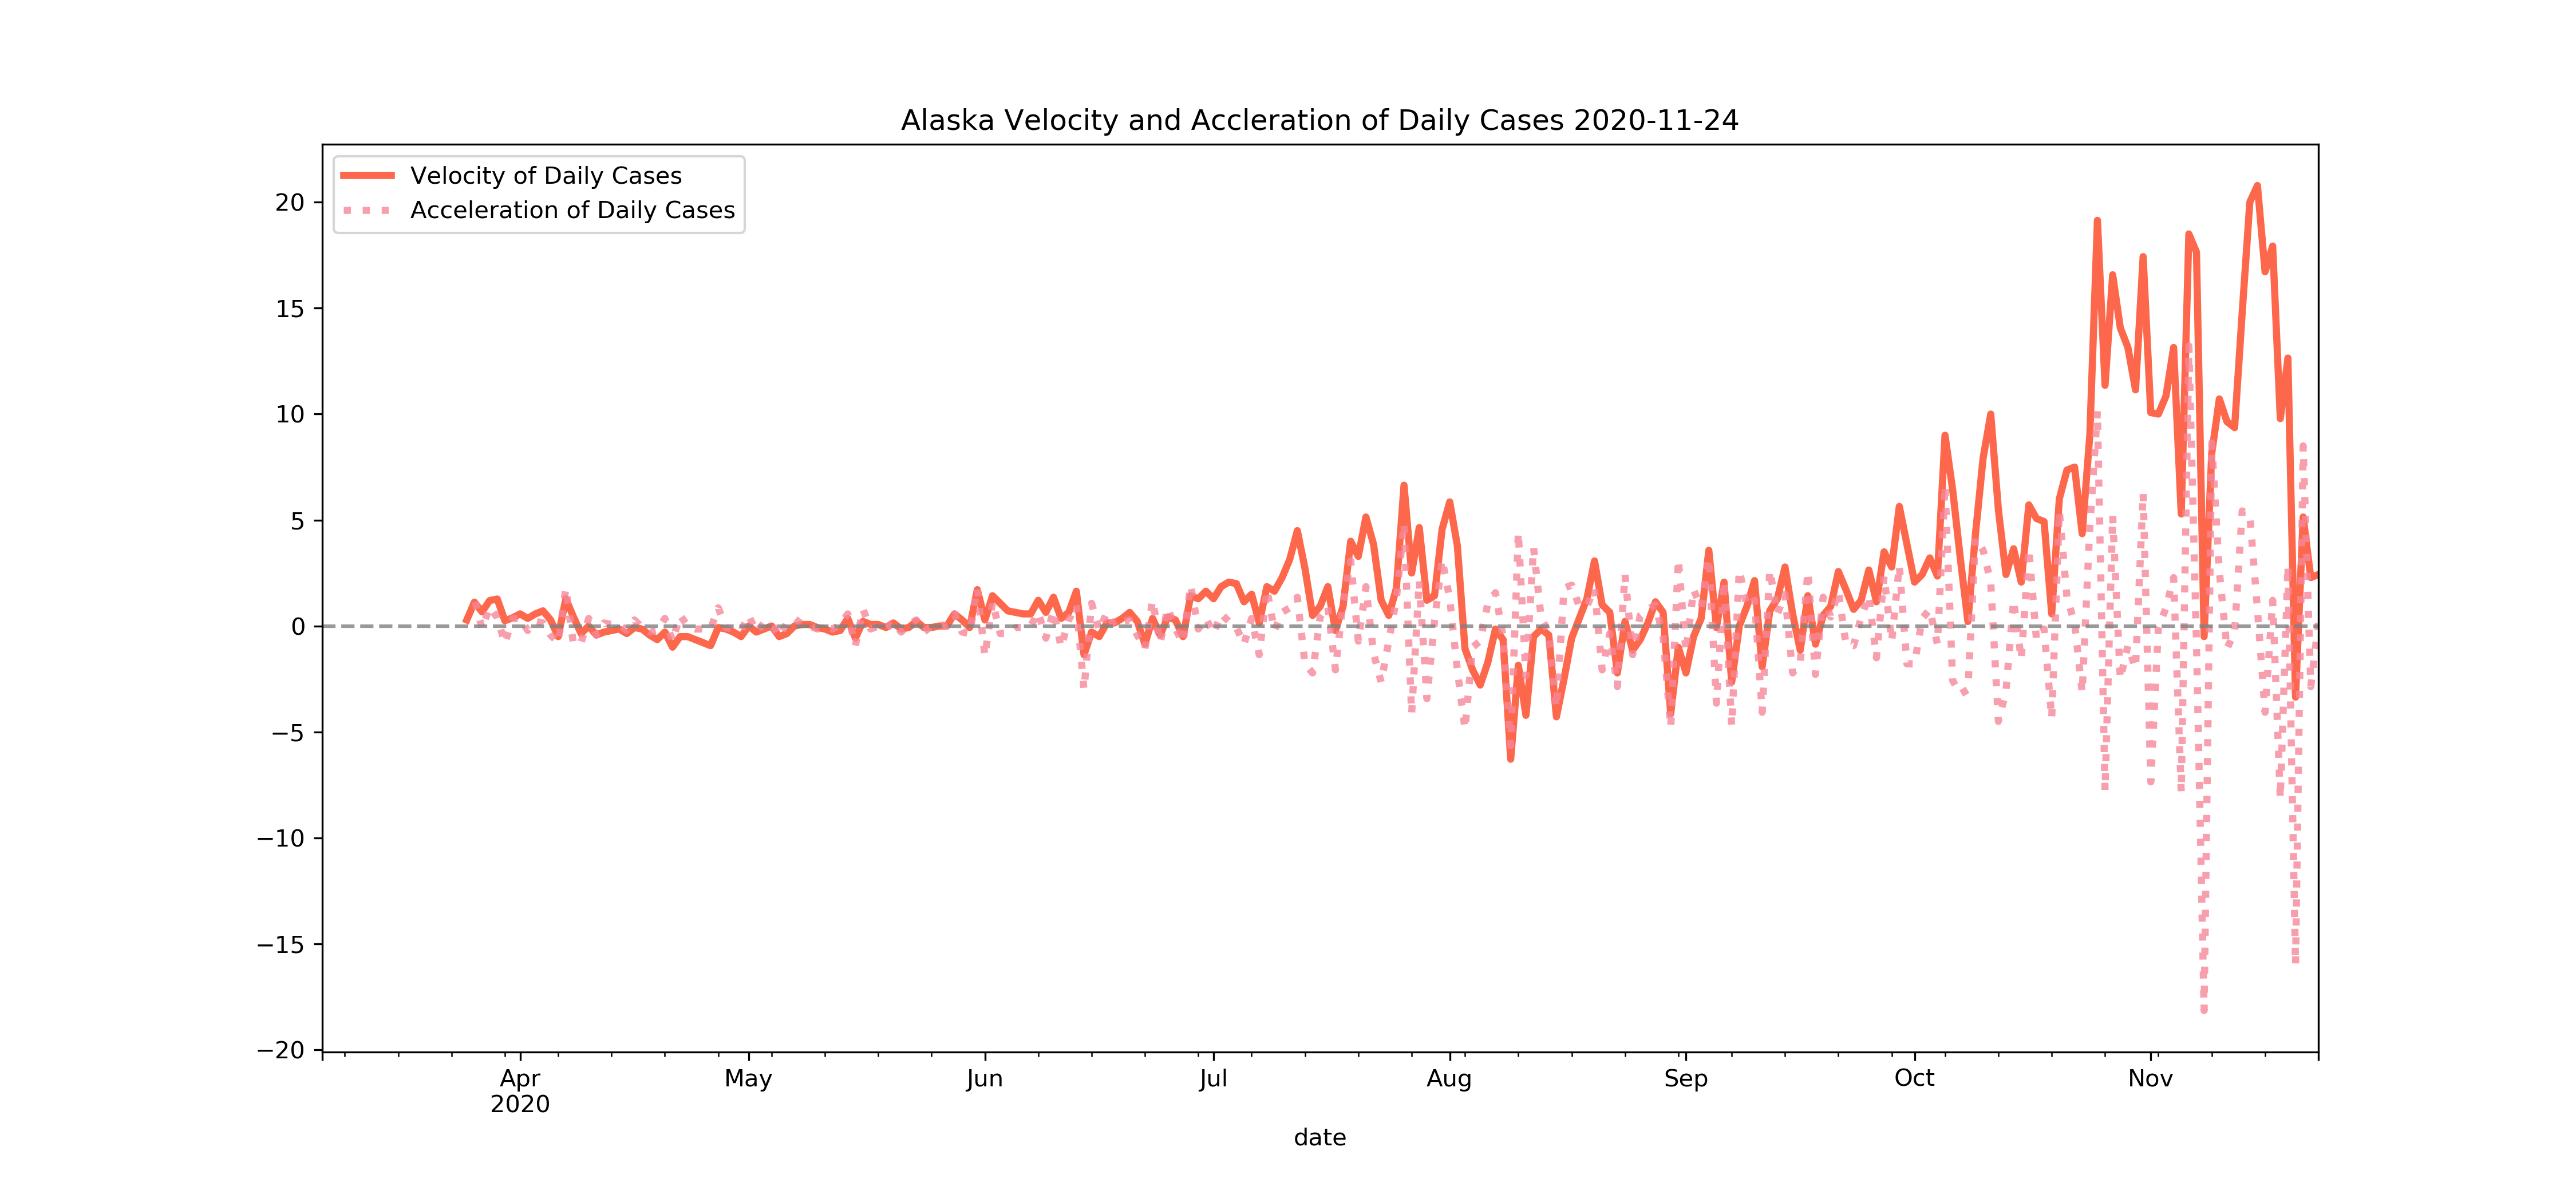 Alaska Velocity and Accleration of Daily Cases 2020-11-24
Velocity of Daily Cases
Acceleration of Daily Cases
20
15
10
5
0
−5
−10
−15
−20
Apr May Jun Jul Aug Sep Oct Nov
2020
date